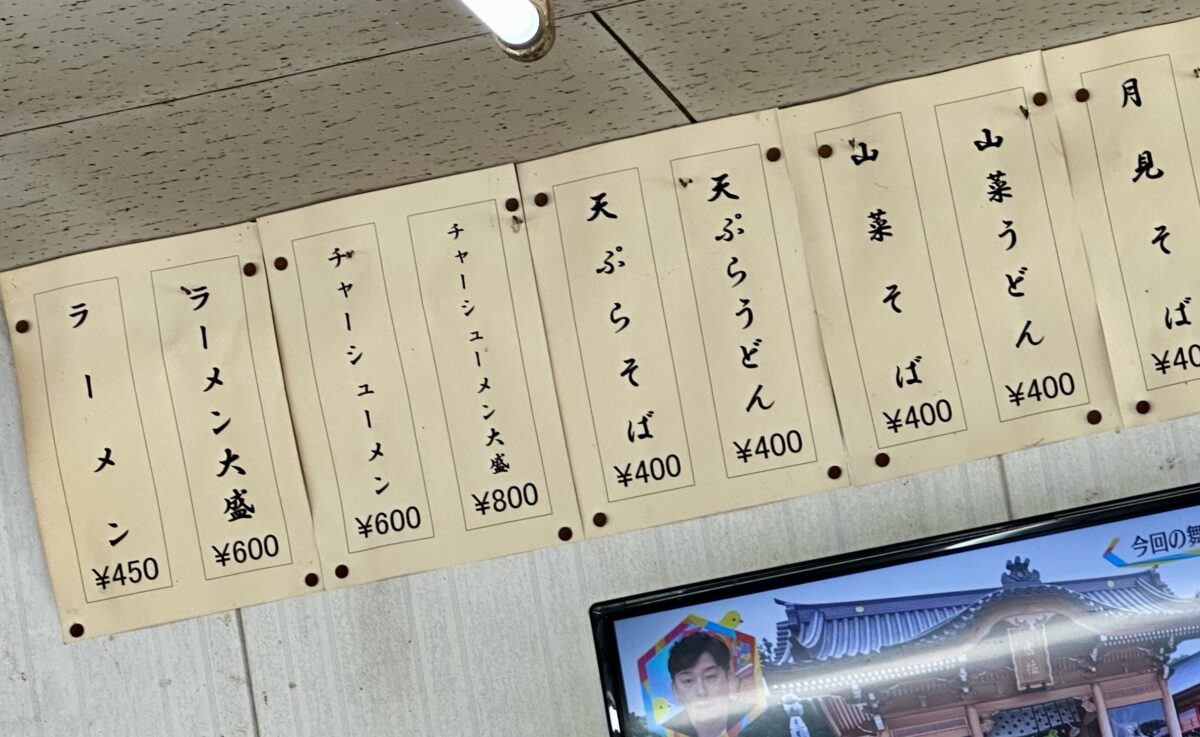 ラーメン
¥450
ラーメン大盛
¥600
チャーシューメン
¥600
チャーシューメン大盛
¥800
天ぷらそば
¥400
天ぷらうどん
¥400
山菜そば
¥400
山菜うどん
¥400
月見そば
¥40
今回の舞